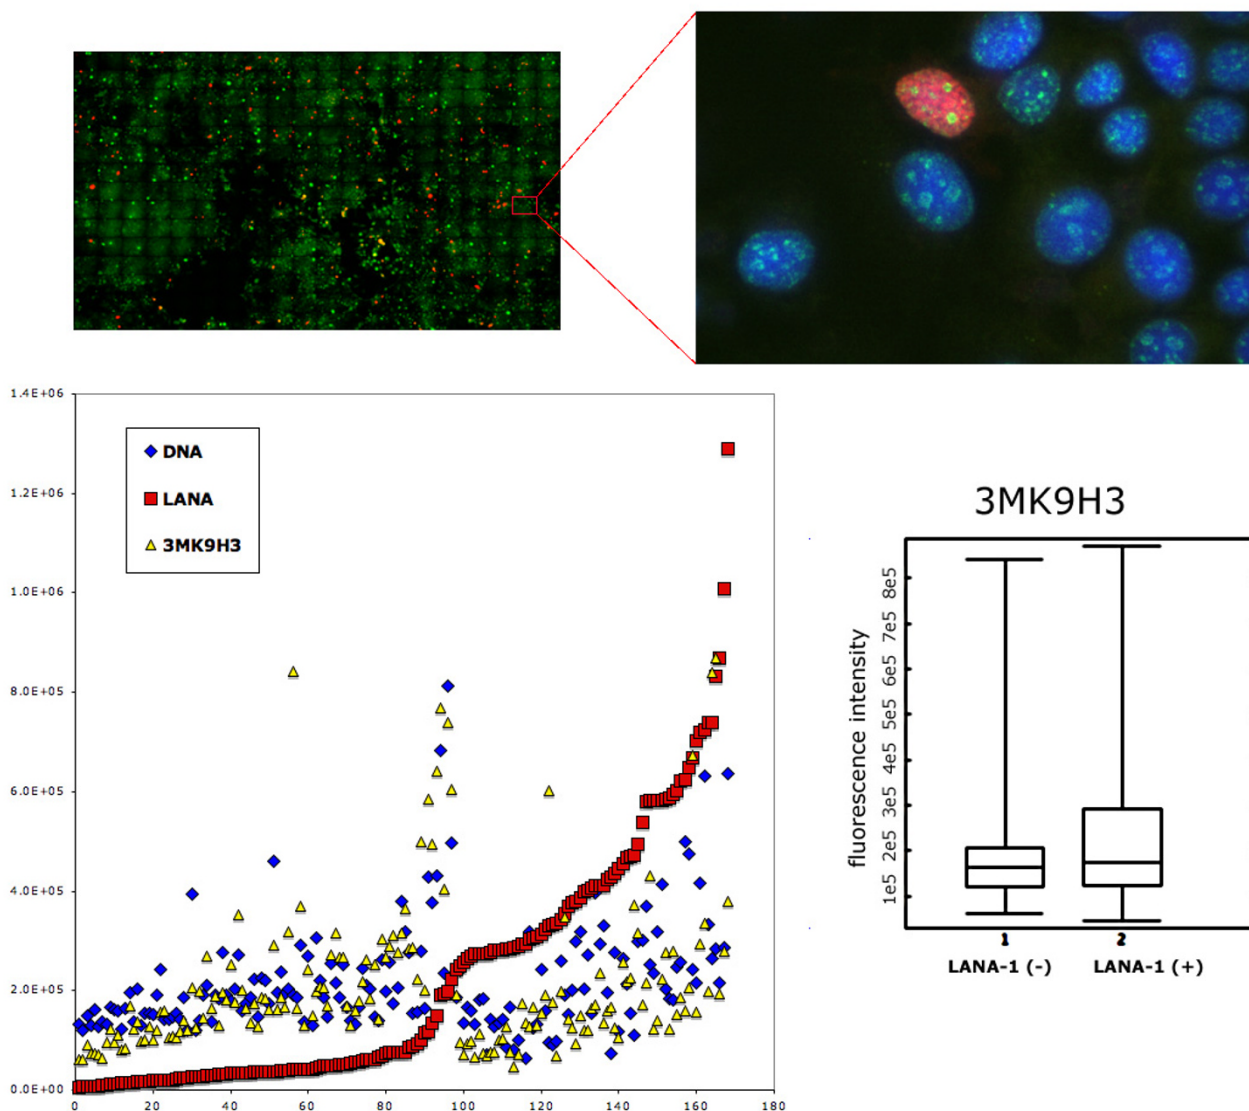 1.4E+06
1.2E+06
1.0E+06
8.0E+05
6.0E+05
4.0E+05
2.0E+05
0.0E+00
DNA
LANA
3MK9H3
0 20 40 60 80 100 120 140 160 180
3MK9H3
fluorescence intensity
8e5
7e5
6e5
5e5
4e5
3e5
2e5
1e5
1 2
LANA-1 (-) LANA-1 (+)